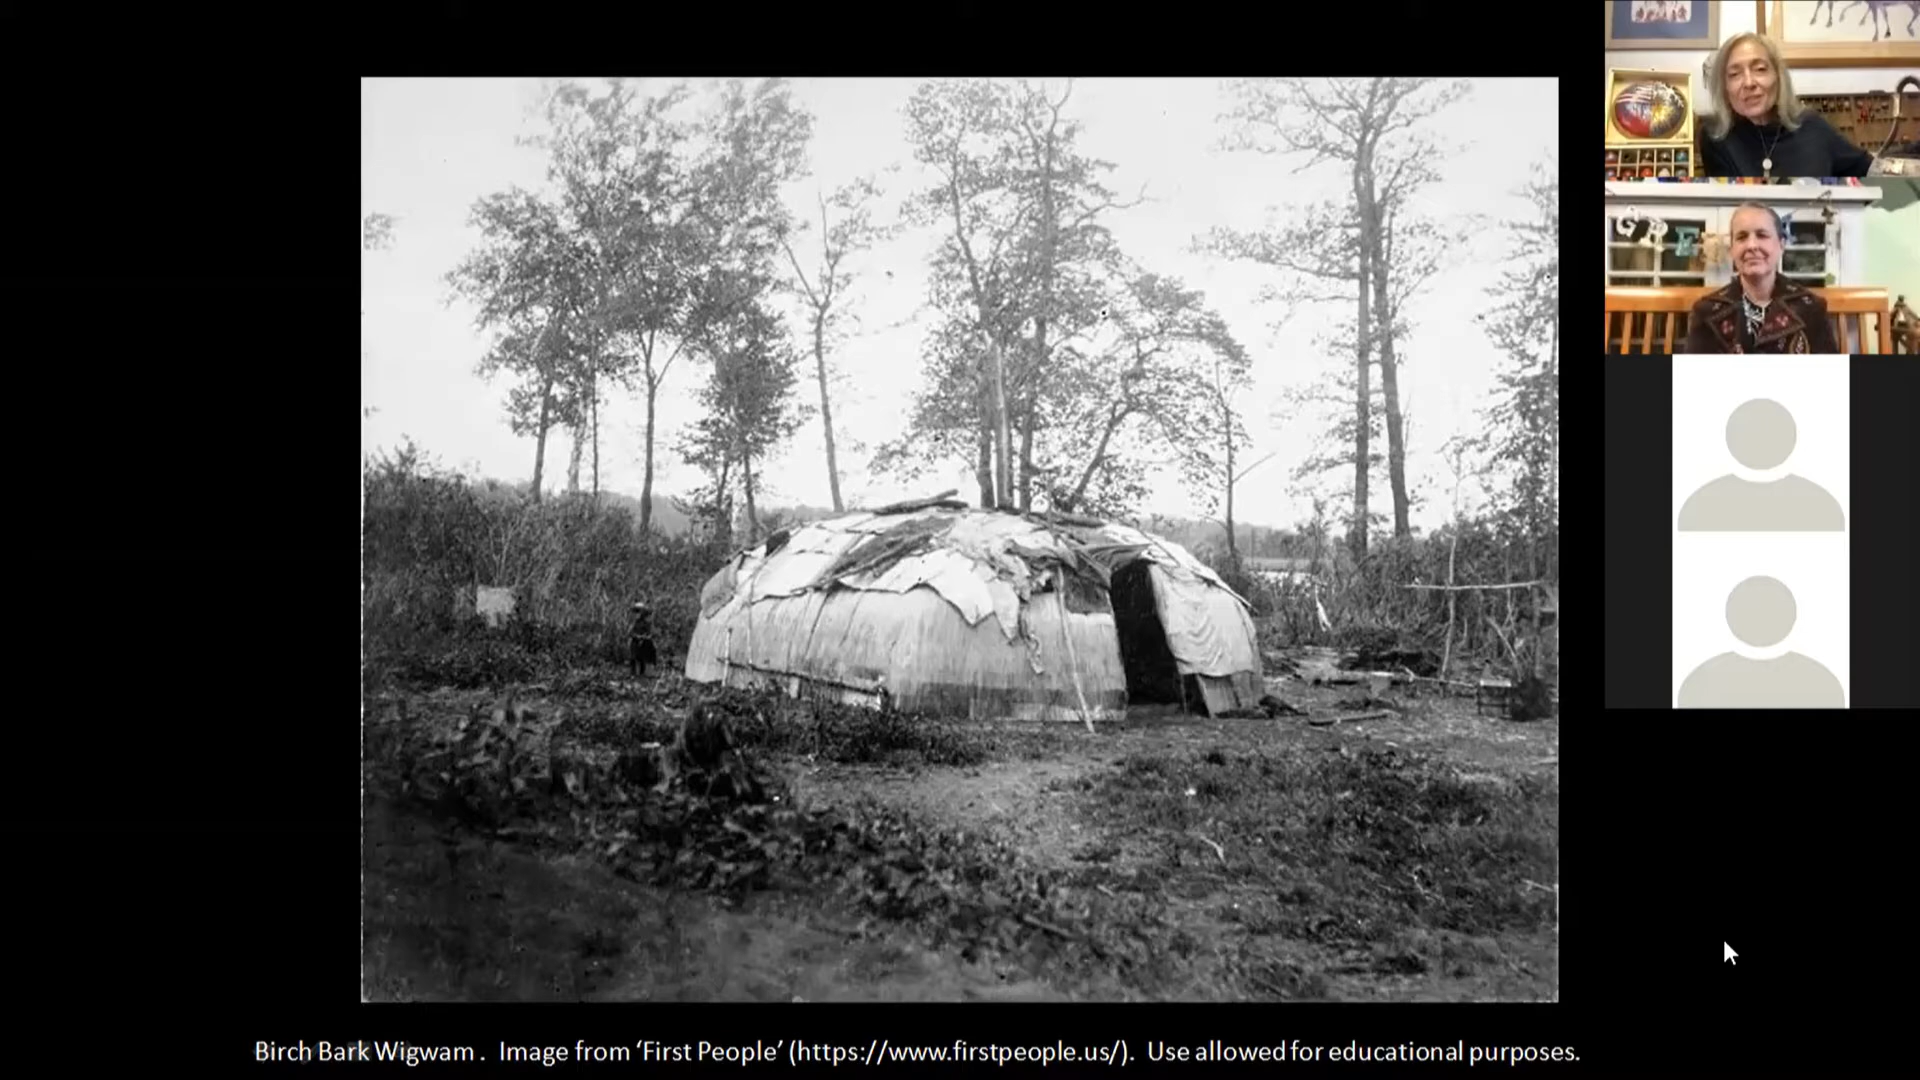 Birch Bark Wigwam .  Image from ‘First People’ (https://www.firstpeople.us/).  Use allowed for educational purposes.